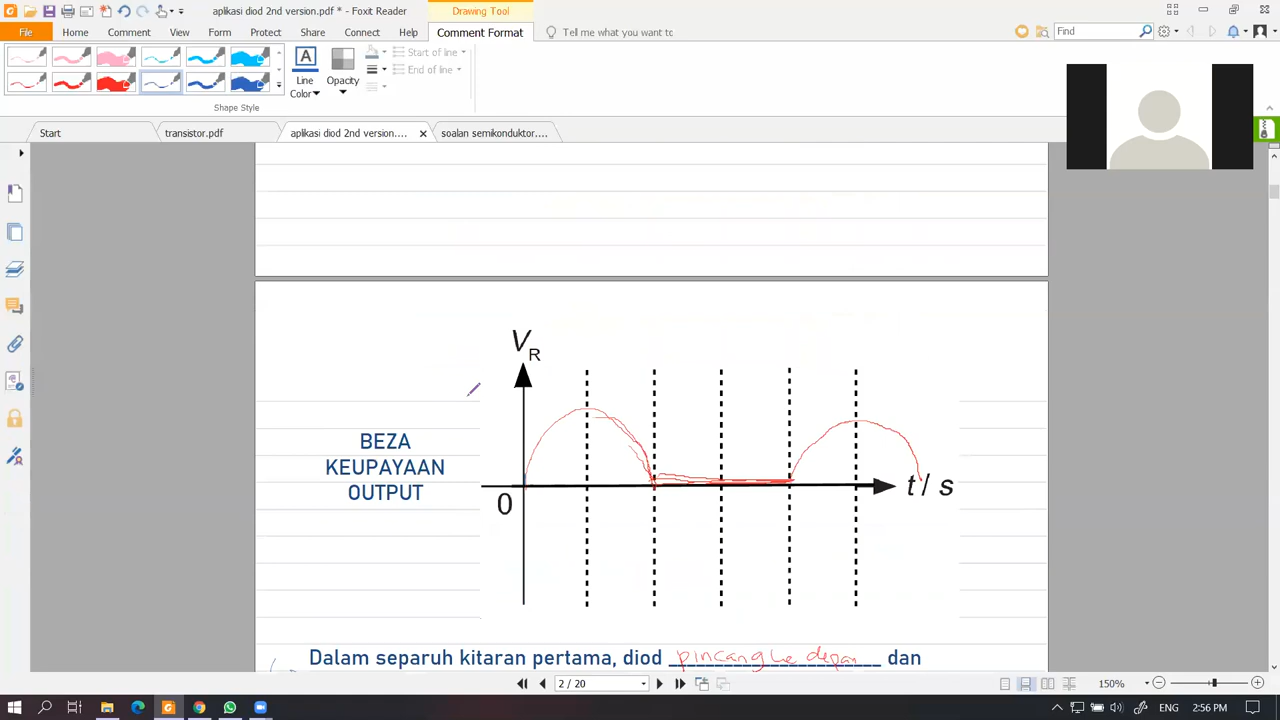 aplikasi diod 2nd version.pdf * - Foxit Reader
Drawing Tool
File Home Comment View Form Protect Share Connect Help Comment Format Tell me what you want to Find
Start of line
End of line
Line Color
Opacity
Shape Style
Start transistor.pdf aplikasi diod 2nd version.... soalan semikonduktor....
V
R
BEZA
KEUPAYAAN
OUTPUT
0
t / s
Dalam separuh kitaran pertama, diod pincang ke depan dan
2 / 20
150%
ENG 2:56 PM